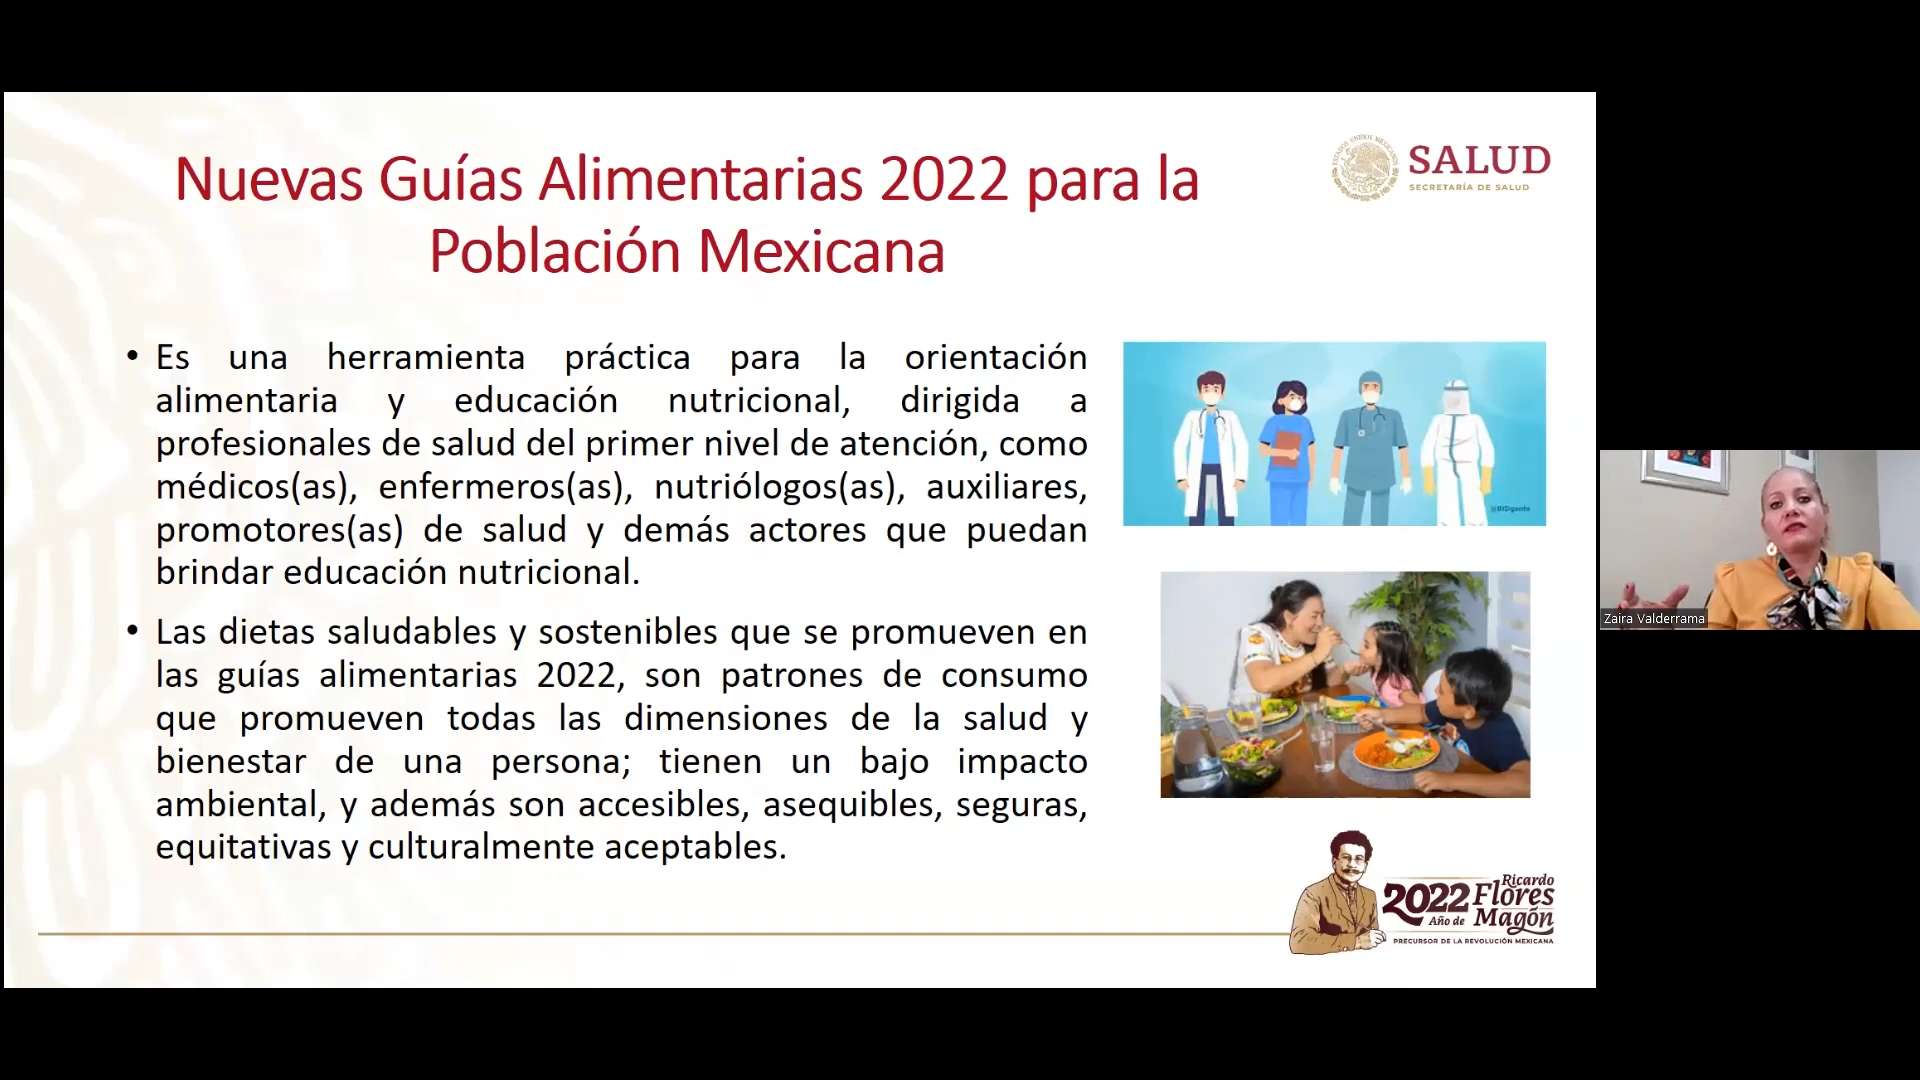 Nuevas Guías Alimentarias 2022 para la
Población Mexicana
ESTADOS UNIDOS MEXICANOS
SALUD
SECRETARÍA DE SALUD
• Es una herramienta práctica para la orientación
alimentaria y educación nutricional, dirigida a
profesionales de salud del primer nivel de atención, como
médicos(as), enfermeros(as), nutriólogos(as), auxiliares,
promotores(as) de salud y demás actores que puedan
brindar educación nutricional.
• Las dietas saludables y sostenibles que se promueven en
las guías alimentarias 2022, son patrones de consumo
que promueven todas las dimensiones de la salud y
bienestar de una persona; tienen un bajo impacto
ambiental, y además son accesibles, asequibles, seguras,
equitativas y culturalmente aceptables.
@BIDgente
Zaira Valderrama
2022 Ricardo
Flores
Año de Magón
PRECURSOR DE LA REVOLUCIÓN MEXICANA